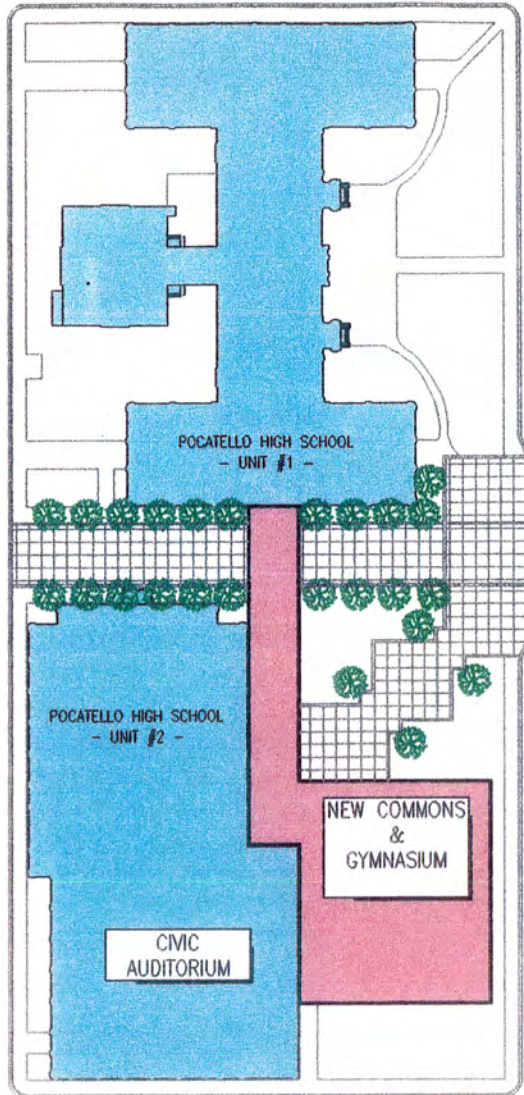 POCATELLO HIGH SCHOOL
- UNIT #1 -
POCATELLO HIGH SCHOOL
- UNIT #2 -
NEW COMMONS
&
GYMNASIUM
CIVIC
AUDITORIUM